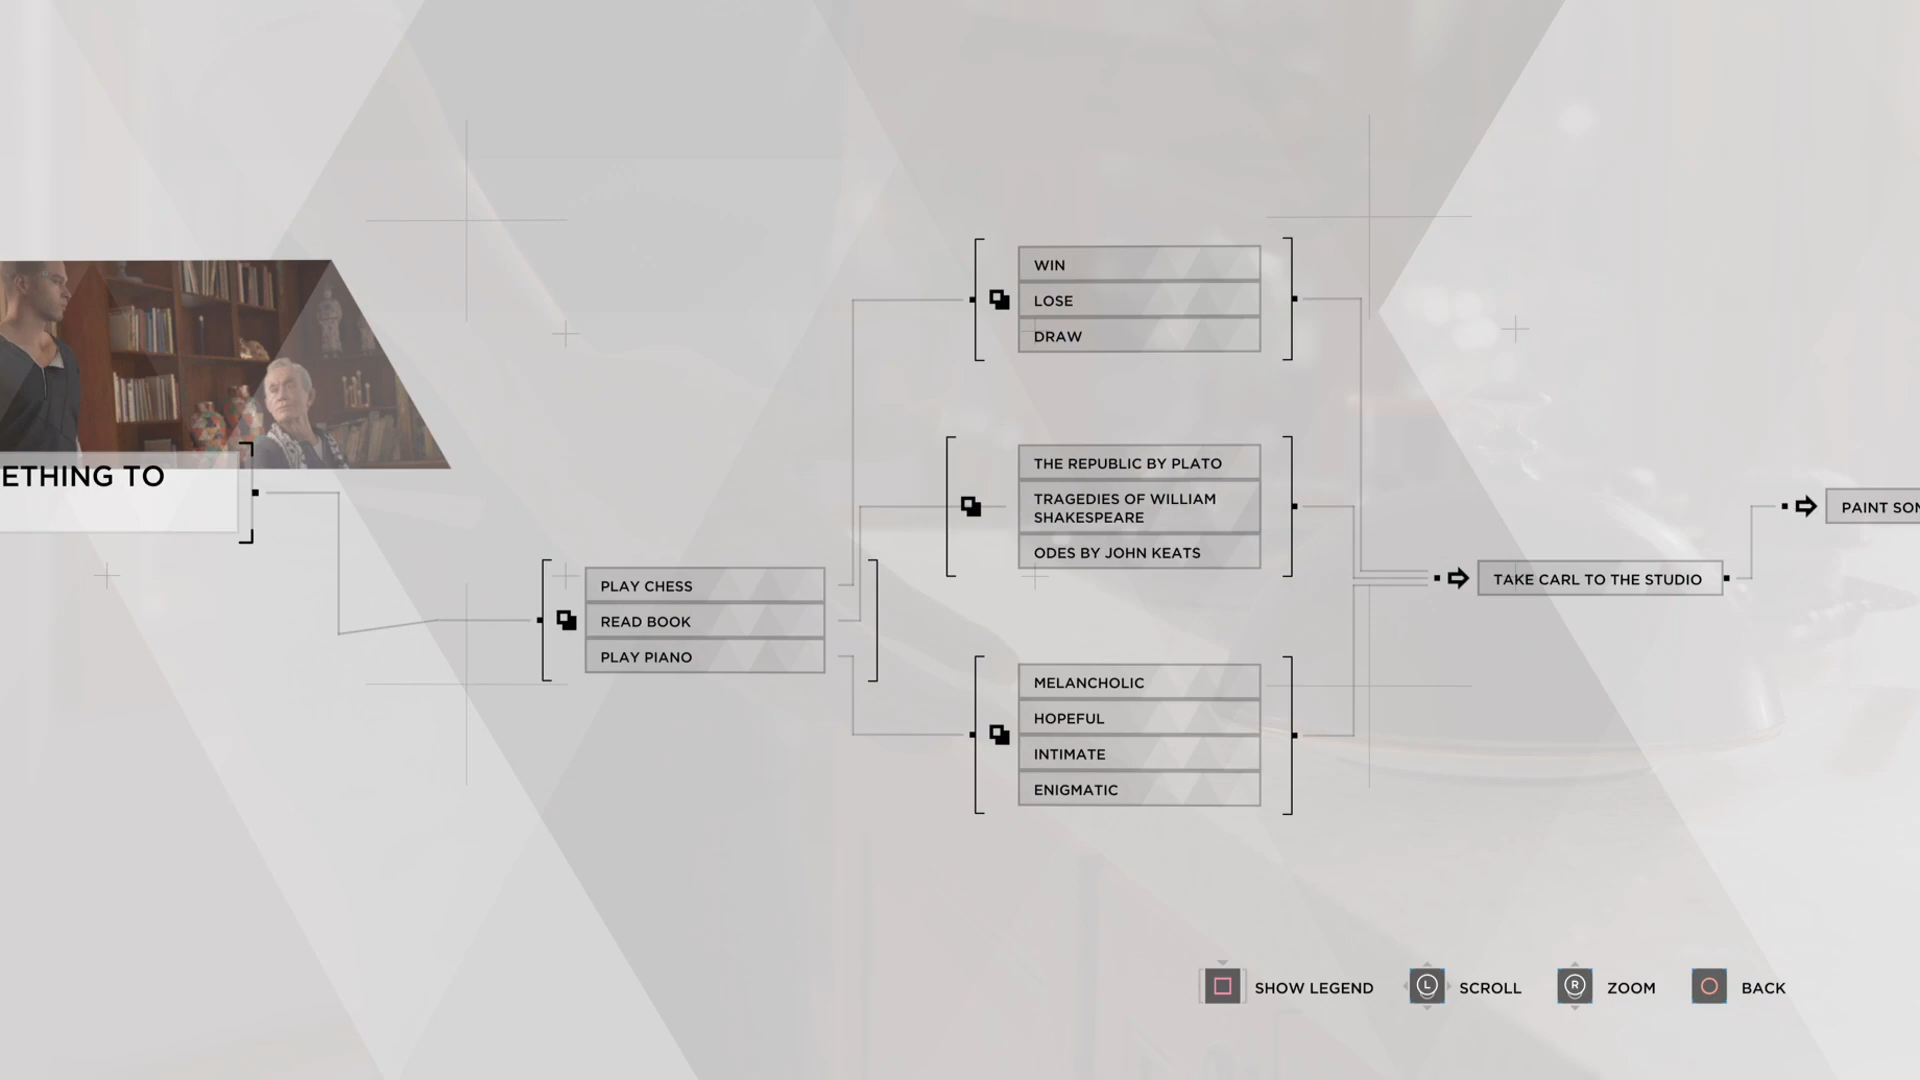 ETHING TO
PLAY CHESS
READ BOOK
PLAY PIANO
WIN
LOSE
DRAW
THE REPUBLIC BY PLATO
TRAGEDIES OF WILLIAM
SHAKESPEARE
ODES BY JOHN KEATS
MELANCHOLIC
HOPEFUL
INTIMATE
ENIGMATIC
TAKE CARL TO THE STUDIO
PAINT SOM
SHOW LEGEND
L SCROLL
R ZOOM
BACK